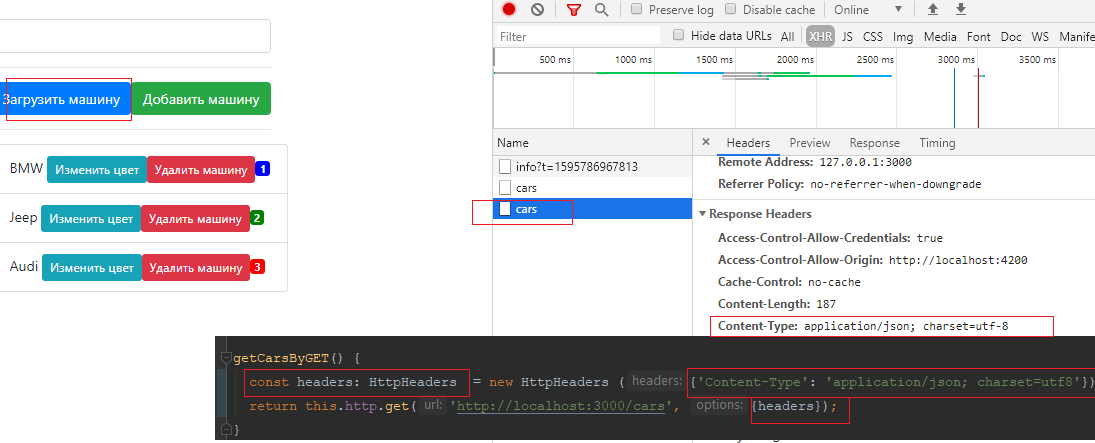 Preserve log Disable cache Online
Filter Hide data URLs All XHR JS CSS Img Media Font Doc WS Manife
500 ms 1000 ms 1500 ms 2000 ms 2500 ms 3000 ms 3500 ms
Загрузить машину Добавить машину
BMW Изменить цвет Удалить машину 1
Jeep Изменить цвет Удалить машину 2
Audi Изменить цвет Удалить машину 3
Name
info?t=1595786967813
cars
cars
× Headers Preview Response Timing
Remote Address: 127.0.0.1:3000
Referrer Policy: no-referrer-when-downgrade
Response Headers
Access-Control-Allow-Credentials: true
Access-Control-Allow-Origin: http://localhost:4200
Cache-Control: no-cache
Content-Length: 187
Content-Type: application/json; charset=utf-8
getCarsByGET() {
const headers: HttpHeaders = new HttpHeaders ( headers: {'Content-Type': 'application/json; charset=utf8'})
return this.http.get( url: 'http://localhost:3000/cars', options: {headers});
}